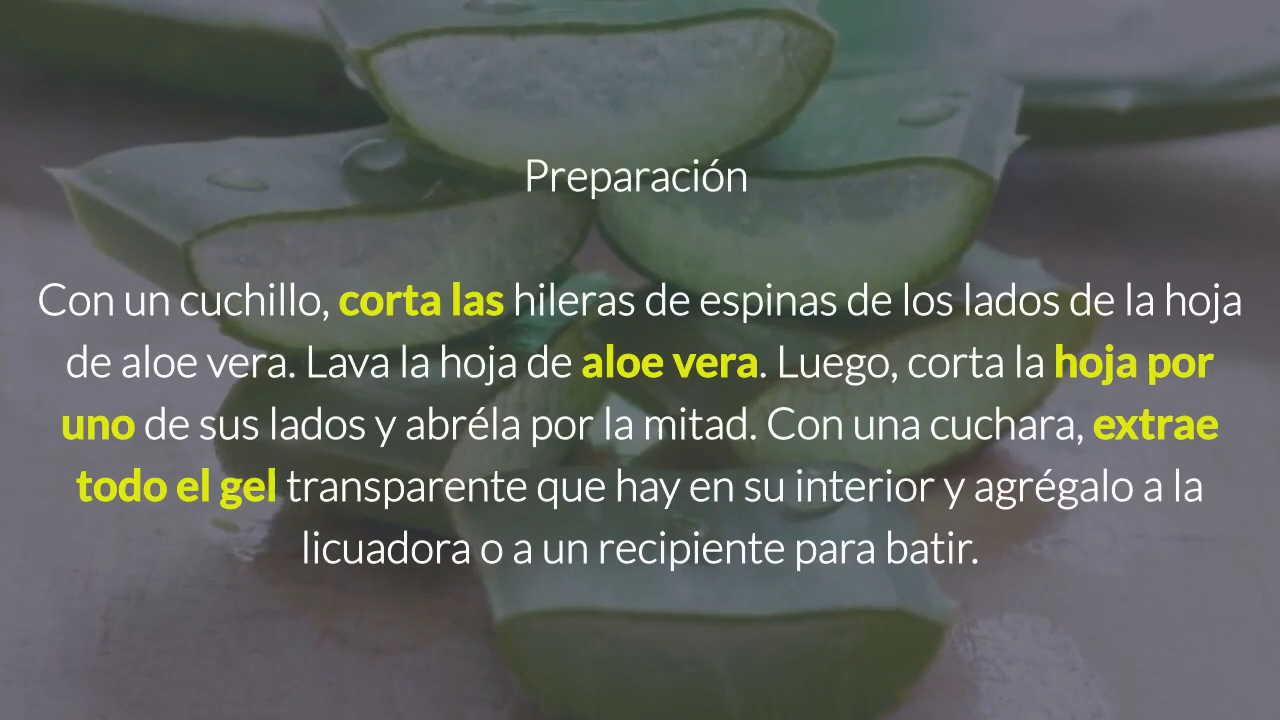 Preparación
Con un cuchillo, corta las hileras de espinas de los lados de la hoja
de aloe vera. Lava la hoja de aloe vera. Luego, corta la hoja por
uno de sus lados y abréla por la mitad. Con una cuchara, extrae
todo el gel transparente que hay en su interior y agrégalo a la
licuadora o a un recipiente para batir.